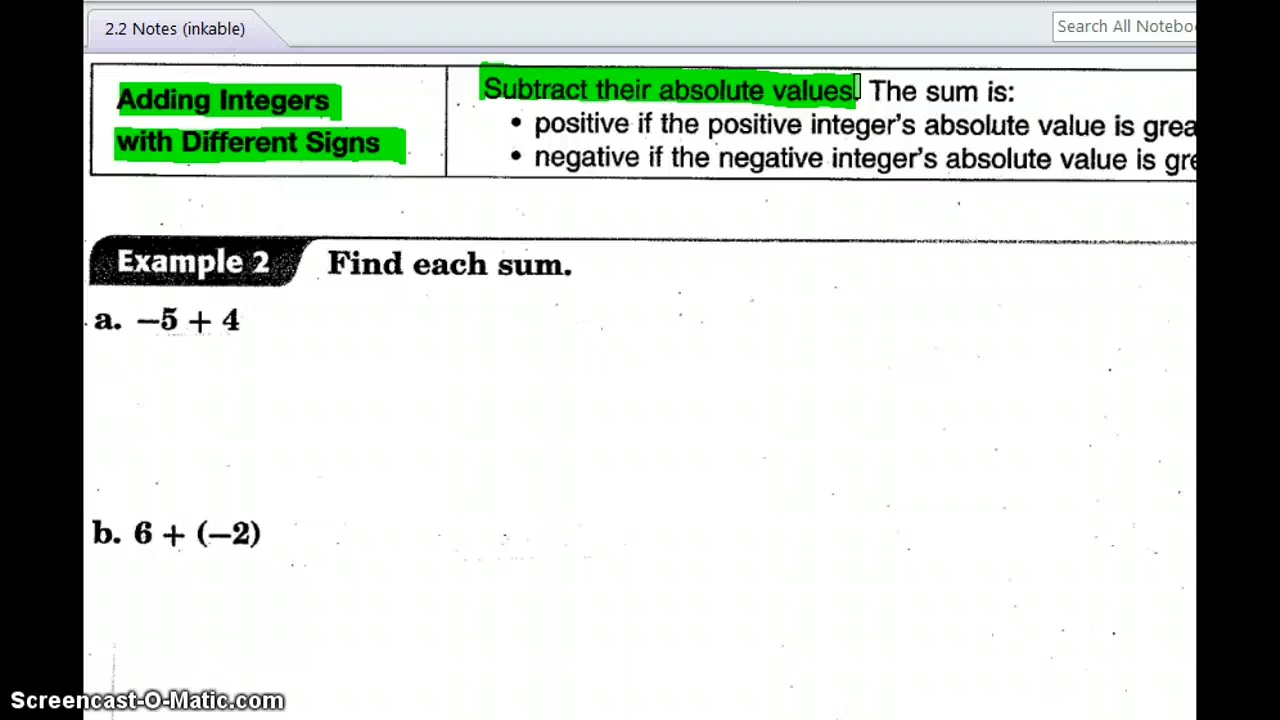 2.2 Notes (inkable)
Search All Notebo
Adding Integers
with Different Signs
Subtract their absolute values. The sum is:
• positive if the positive integer's absolute value is grea
• negative if the negative integer's absolute value is gre
Example 2 Find each sum.
a. −5 + 4
b. 6 + (−2)
Screencast-O-Matic.com